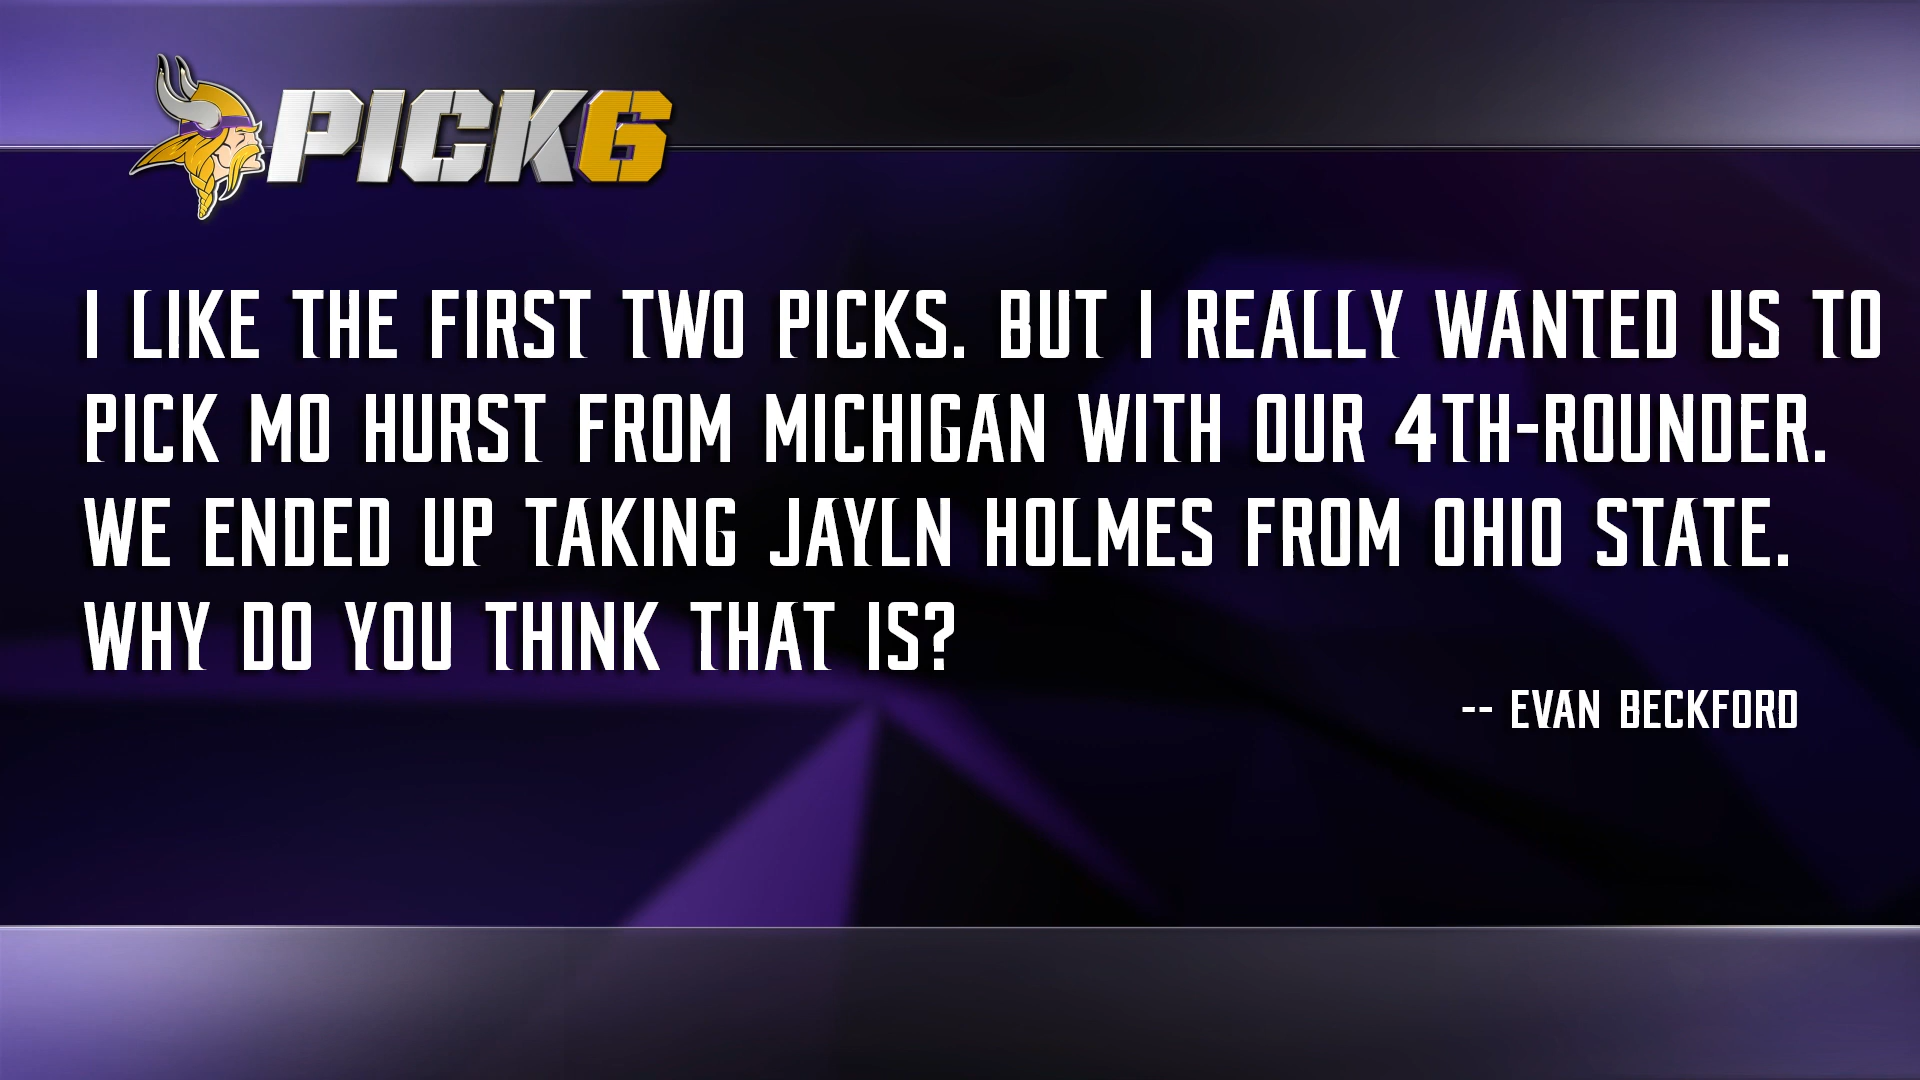 PICK6
I LIKE THE FIRST TWO PICKS. BUT I REALLY WANTED US TO
PICK MO HURST FROM MICHIGAN WITH OUR 4TH-ROUNDER.
WE ENDED UP TAKING JAYLN HOLMES FROM OHIO STATE.
WHY DO YOU THINK THAT IS?
-- EVAN BECKFORD